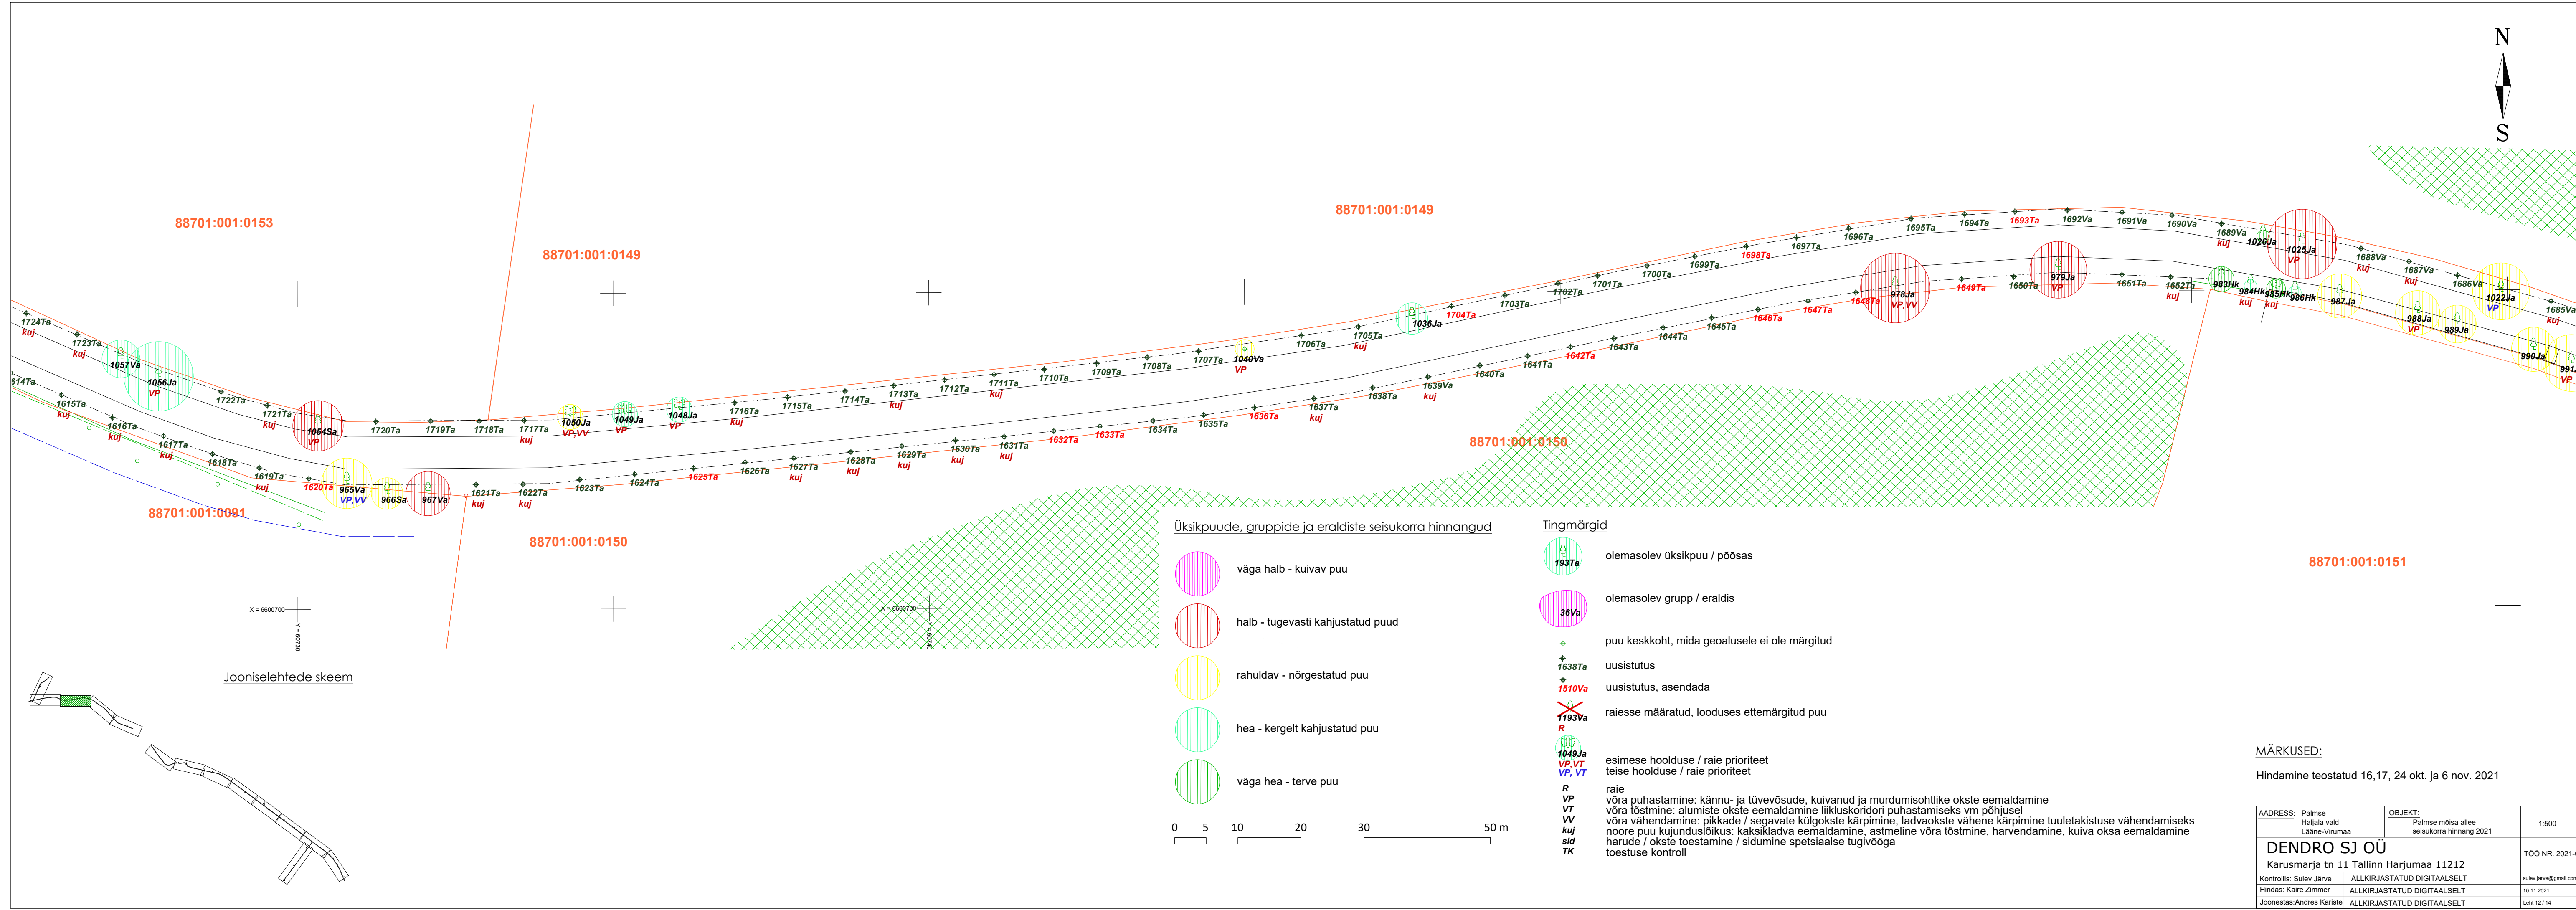 N
S
88701:001:0153
88701:001:0149
88701:001:0149
88701:001:0091
88701:001:0150
88701:001:0150
88701:001:0151
1724Ta
kuj
1723Ta
kuj
1057Va
1056Ja
VP
1722Ta
1721Ta
kuj
1054Sa
VP
1720Ta
1719Ta
1718Ta
1717Ta
kuj
1050Ja
VP,VV
1049Ja
VP
1048Ja
VP
1716Ta
kuj
1715Ta
1714Ta
1713Ta
kuj
1712Ta
1711Ta
kuj
1710Ta
1709Ta
1708Ta
1707Ta
1040Va
VP
1706Ta
1705Ta
kuj
1036Ja
1704Ta
1703Ta
1702Ta
1701Ta
1700Ta
1699Ta
1698Ta
1697Ta
1696Ta
1695Ta
1694Ta
1693Ta
1692Va
1691Va
1690Va
1689Va
kuj
1026Ja
1025Ja
VP
1688Va
kuj
1687Va
kuj
1686Va
1022Ja
VP
1685Va
kuj
614Ta
1615Ta
kuj
1616Ta
kuj
1617Ta
kuj
1618Ta
1619Ta
kuj
1620Ta
965Va
VP,VV
966Sa
967Va
1621Ta
kuj
1622Ta
kuj
1623Ta
1624Ta
1625Ta
1626Ta
1627Ta
kuj
1628Ta
kuj
1629Ta
kuj
1630Ta
kuj
1631Ta
kuj
1632Ta
1633Ta
1634Ta
1635Ta
1636Ta
1637Ta
kuj
1638Ta
1639Va
kuj
1640Ta
1641Ta
1642Ta
1643Ta
1644Ta
1645Ta
1646Ta
1647Ta
1648Ta
978Ja
VP,VV
1649Ta
1650Ta
979Ja
VP
1651Ta
1652Ta
kuj
983Hk
984Hk
kuj
985Hk
kuj
986Hk
987Ja
988Ja
VP
989Ja
990Ja
991J
VP
X = 6600700
Y = 60730
X = 6600700
Jooniselehtede skeem
Üksikpuude, gruppide ja eraldiste seisukorra hinnangud
väga halb - kuivav puu
halb - tugevasti kahjustatud puud
rahuldav - nõrgestatud puu
hea - kergelt kahjustatud puu
väga hea - terve puu
0 5 10 20 30 50 m
Tingmärgid
193Ta olemasolev üksikpuu / põõsas
36Va olemasolev grupp / eraldis
puu keskkoht, mida geoalusele ei ole märgitud
1638Ta uusistutus
1510Va uusistutus, asendada
1193Va raiesse määratud, looduses ettemärgitud puu
R
1049Ja
VP,VT esimese hoolduse / raie prioriteet
VP, VT teise hoolduse / raie prioriteet
R raie
VP võra puhastamine: kännu- ja tüvevõsude, kuivanud ja murdumisohtlike okste eemaldamine
VT võra tõstmine: alumiste okste eemaldamine liikluskoridori puhastamiseks vm põhjusel
VV võra vähendamine: pikkade / segavate külgokste kärpimine, ladvaokste vähene kärpimine tuuletakistuse vähendamiseks
kuj noore puu kujunduslõikus: kaksikladva eemaldamine, astmeline võra tõstmine, harvendamine, kuiva oksa eemaldamine
sid harude / okste toestamine / sidumine spetsiaalse tugivööga
TK toestuse kontroll
MÄRKUSED:
Hindamine teostatud 16,17, 24 okt. ja 6 nov. 2021
AADRESS: Palmse
Haljala vald
Lääne-Virumaa
OBJEKT:
Palmse mõisa allee
seisukorra hinnang 2021
1:500
DENDRO SJ OÜ
Karusmarja tn 11 Tallinn Harjumaa 11212
TÖÖ NR. 2021-
Kontrollis: Sulev Järve ALLKIRJASTATUD DIGITAALSELT sulev.jarve@gmail.com
Hindas: Kaire Zimmer ALLKIRJASTATUD DIGITAALSELT 10.11.2021
Joonestas:Andres Kariste ALLKIRJASTATUD DIGITAALSELT Leht 12 / 14